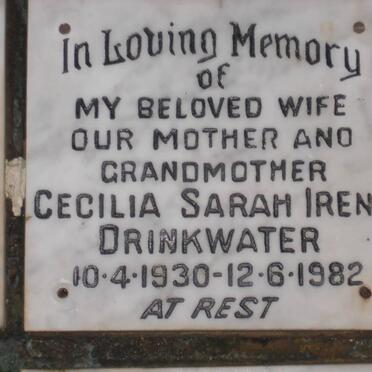 In Loving Memory
of
MY BELOVED WIFE
OUR MOTHER AND
GRANDMOTHER
CECILIA SARAH IREN
DRINKWATER
10·4·1930-12·6·1982
AT REST